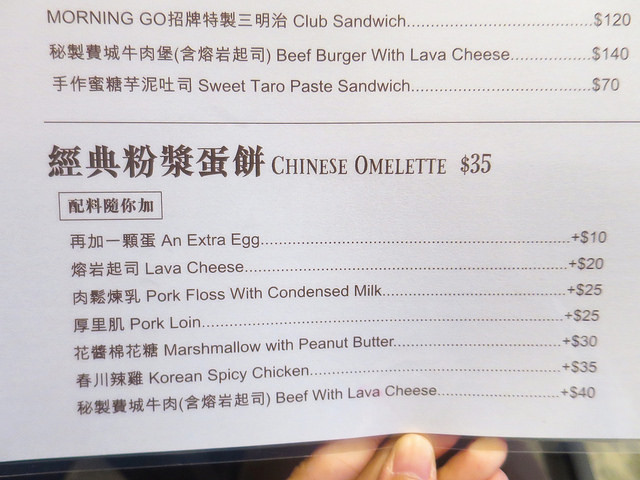 MORNING GO招牌特製三明治 Club Sandwich........................................$120
秘製費城牛肉堡(含熔岩起司) Beef Burger With Lava Cheese..................$140
手作蜜糖芋泥吐司 Sweet Taro Paste Sandwich.......................................$70
經典粉漿蛋餅 CHINESE OMELETTE $35
配料隨你加
再加一顆蛋 An Extra Egg....................................................................+$10
熔岩起司 Lava Cheese.......................................................................+$20
肉鬆煉乳 Pork Floss With Condensed Milk........................................+$25
厚里肌 Pork Loin................................................................................+$25
花醬棉花糖 Marshmallow with Peanut Butter.....................................+$30
春川辣雞 Korean Spicy Chicken.......................................................+$35
秘製費城牛肉(含熔岩起司) Beef With Lava Cheese...........................+$40